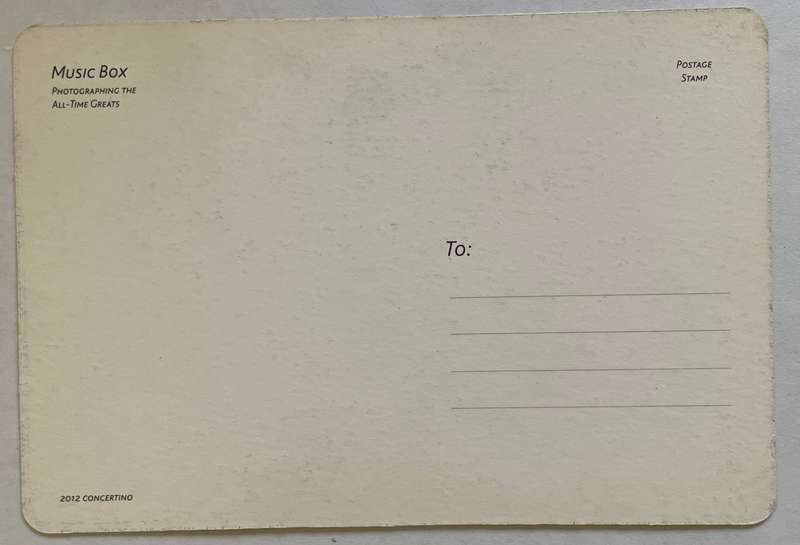 Music Box
Photographing the
All-Time Greats
Postage
Stamp
To:
2012 concertino